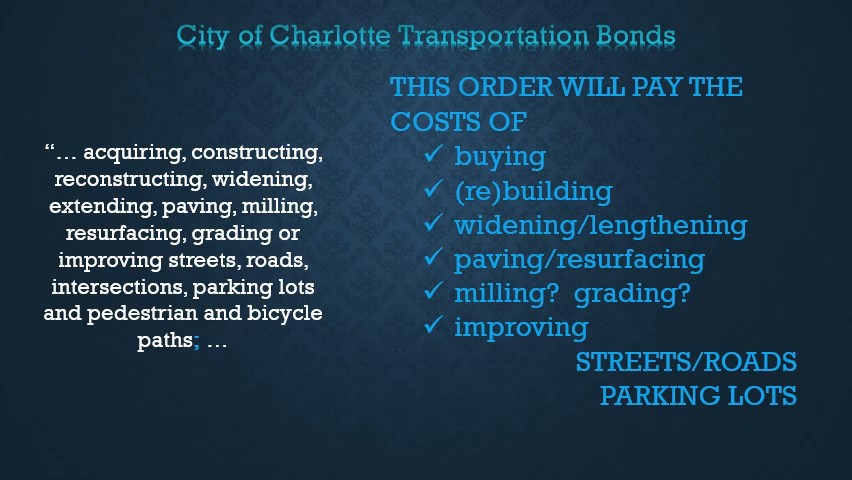 City of Charlotte Transportation Bonds
“… acquiring, constructing,
reconstructing, widening,
extending, paving, milling,
resurfacing, grading or
improving streets, roads,
intersections, parking lots
and pedestrian and bicycle
paths; …
THIS ORDER WILL PAY THE
COSTS OF
✓ buying
✓ (re)building
✓ widening/lengthening
✓ paving/resurfacing
✓ milling? grading?
✓ improving
STREETS/ROADS
PARKING LOTS